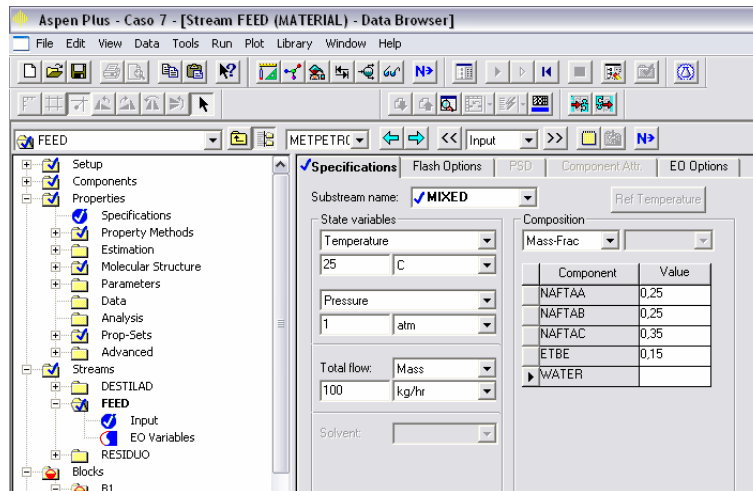 Aspen Plus - Caso 7 - [Stream FEED (MATERIAL) - Data Browser]
File Edit View Data Tools Run Plot Library Window Help
N»
FEED METPETRO << Input >> N»
Setup
Components
Properties
Specifications
Property Methods
Estimation
Molecular Structure
Parameters
Data
Analysis
Prop-Sets
Advanced
Streams
DESTILAD
FEED
Input
EO Variables
RESIDUO
Blocks
B1
Specifications Flash Options PSD Component Attr. EO Options
Substream name: MIXED Ref Temperature
State variables
Temperature
25 C
Pressure
1 atm
Total flow: Mass
100 kg/hr
Solvent:
Composition
Mass-Frac
Component Value
NAFTAA 0,25
NAFTAB 0,25
NAFTAC 0,35
ETBE 0,15
WATER